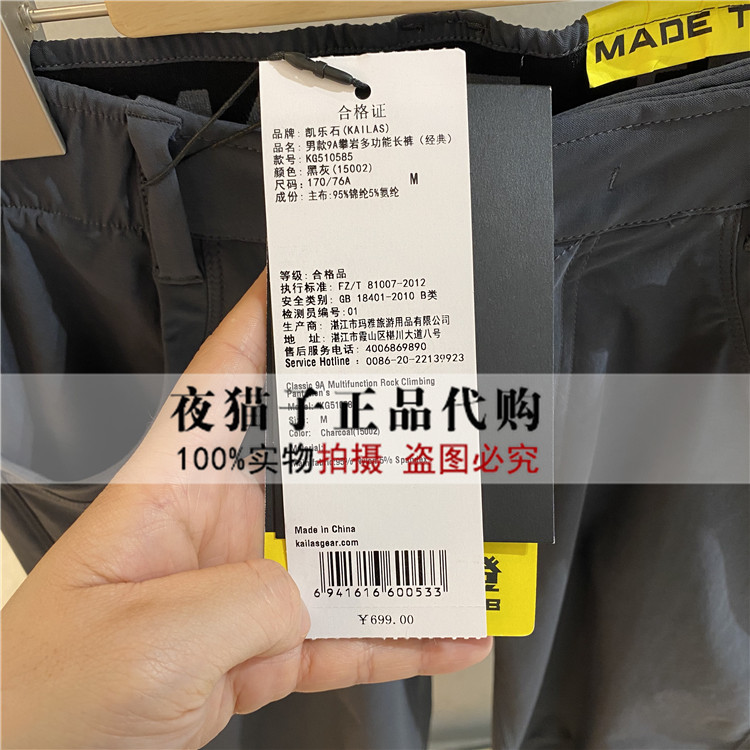 MADE T
合格证
品牌: 凯乐石(KAILAS)
品名: 男款9A攀岩多功能长裤（经典）
款号: KG510585
颜色: 黑灰(15002)
尺码: 170/76A M
成份: 主布:95%锦纶5%氨纶
等级: 合格品
执行标准: FZ/T 81007-2012
安全类别: GB 18401-2010 B类
检测员编号: 01
生产商: 湛江市玛雅旅游用品有限公司
地址: 湛江市霞山区椹川大道八号
售后服务电话: 4006869890
Service Hotline : 0086-20-22139923
Classic 9A Multifunction Rock Climbing
夜猫子正品代购
M
Color: Charcoal(15002)
100%实物拍摄 盗图必究
Made in China
kailasgear.com
6 941616 600533
￥699.00
登